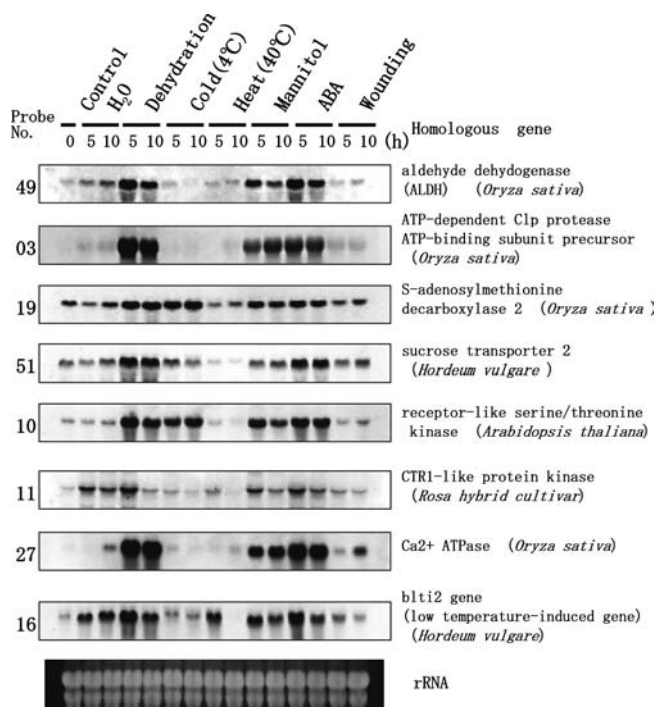 Control
H2O
Dehydration
Cold(4℃)
Heat(40℃)
Mannitol
ABA
Wounding
Probe
No.
0 5 10 5 10 5 10 5 10 5 10 5 10 5 10 (h)
Homologous gene
49
aldehyde dehydogenase
(ALDH) (Oryza sativa)
03
ATP-dependent Clp protease
ATP-binding subunit precursor
(Oryza sativa)
19
S-adenosylmethionine
decarboxylase 2 (Oryza sativa)
51
sucrose transporter 2
(Hordeum vulgare)
10
receptor-like serine/threonine
kinase (Arabidopsis thaliana)
11
CTR1-like protein kinase
(Rosa hybrid cultivar)
27
Ca2+ ATPase (Oryza sativa)
16
blti2 gene
(low temperature-induced gene)
(Hordeum vulgare)
rRNA